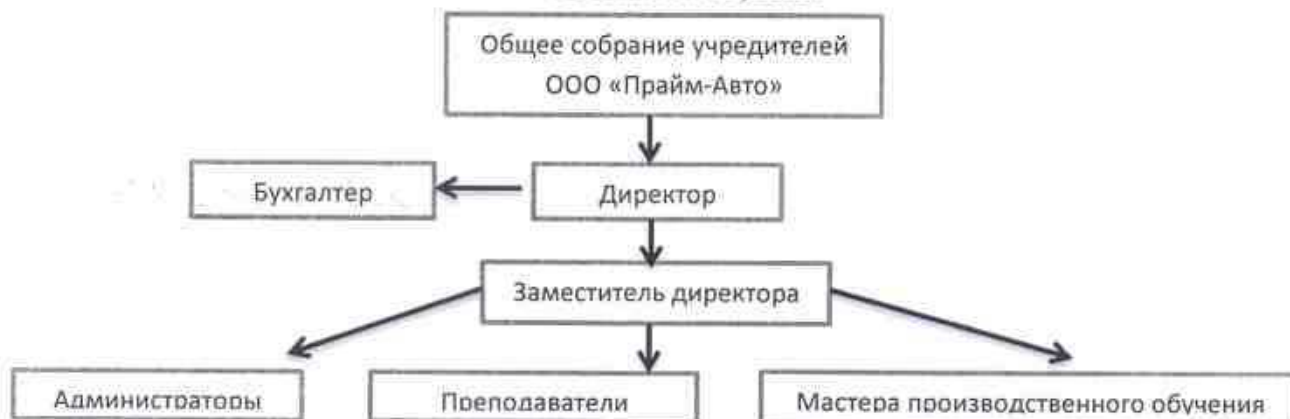 Общее собрание учредителей
ООО «Прайм-Авто»
Бухгалтер
Директор
Заместитель директора
Администраторы
Преподаватели
Мастера производственного обучения